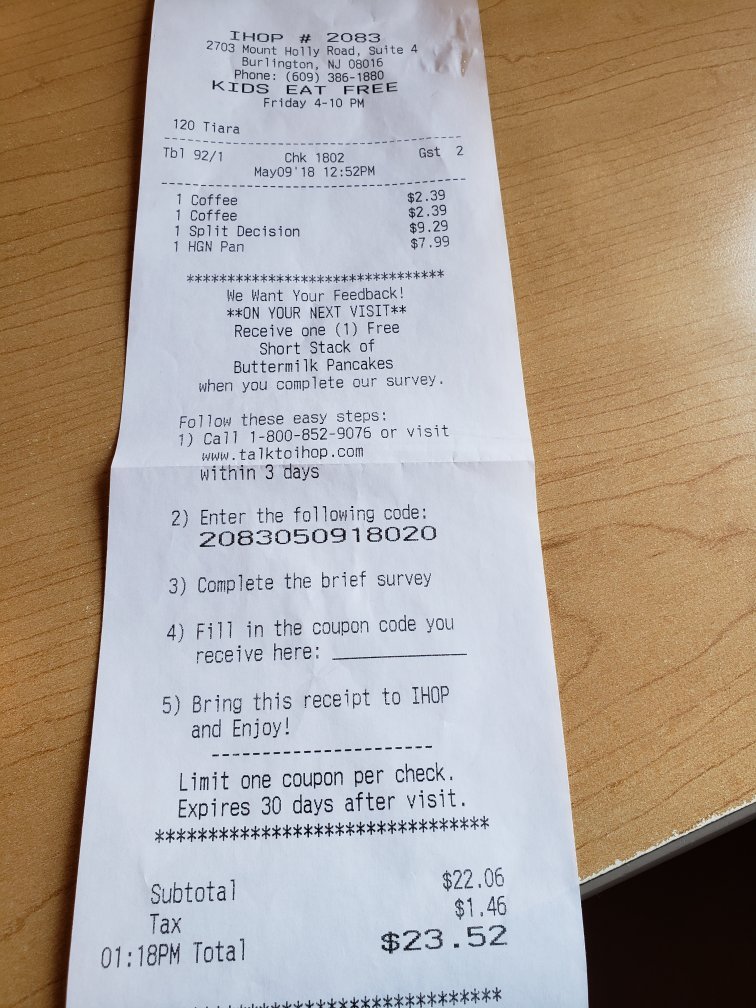 IHOP # 2083
2703 Mount Holly Road, Suite 4
Burlington, NJ 08016
Phone: (609) 386-1880
KIDS EAT FREE
Friday 4-10 PM
120 Tiara
--------------------------------
Tbl 92/1 Chk 1802 Gst 2
May09'18 12:52PM
--------------------------------
1 Coffee $2.39
1 Coffee $2.39
1 Split Decision $9.29
1 HGN Pan $7.99
********************************
We Want Your Feedback!
**ON YOUR NEXT VISIT**
Receive one (1) Free
Short Stack of
Buttermilk Pancakes
when you complete our survey.
Follow these easy steps:
1) Call 1-800-852-9076 or visit
www.talktoihop.com
within 3 days
2) Enter the following code:
2083050918020
3) Complete the brief survey
4) Fill in the coupon code you
receive here: ___________
5) Bring this receipt to IHOP
and Enjoy!
----------------------
Limit one coupon per check.
Expires 30 days after visit.
********************************
Subtotal $22.06
Tax $1.46
01:18PM Total $23.52
********************************